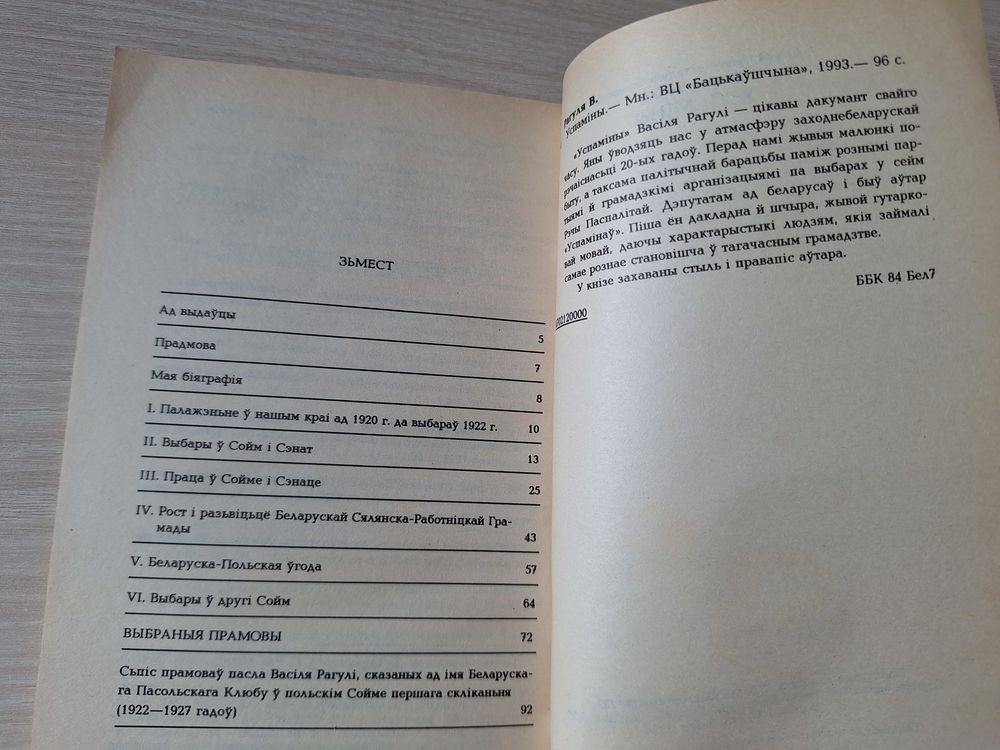 ЗЬМЕСТ
Ад выдаўцы 5
Прадмова 7
Мая біяграфія 8
I. Палажэньне ў нашым краі ад 1920 г. да выбараў 1922 г. 10
II. Выбары ў Сойм і Сэнат 13
III. Праца ў Сойме і Сэнаце 25
IV. Рост і разьвіцьцё Беларускай Сялянска-Работніцкай Гра-
мады 43
V. Беларуска-Польская ўгода 57
VI. Выбары ў другі Сойм 64
ВЫБРАНЫЯ ПРАМОВЫ 72
Сьпіс прамоваў пасла Васіля Рагулі, сказаных ад імя Беларуска-
га Пасольскага Клюбу ў польскім Сойме першага скліканьня
(1922—1927 гадоў) 92
Рагуля В.
Успаміны.— Мн.: ВЦ «Бацькаўшчына», 1993.— 96 с.
«Успаміны» Васіля Рагулі — цікавы дакумант свайго
часу. Яны ўводзяць нас у атмасфэру заходнебеларускай
рэчаіснасьці 20-ых гадоў. Перад намі жывыя малюнкі по-
быту, а таксама палітычнай барацьбы паміж рознымі пар-
тыямі й грамадзкімі арганізацыямі па выбарах у сейм
Рэчы Паспалітай. Дэпутатам ад беларусаў і быў аўтар
«Успамінаў». Піша ён дакладна й шчыра, жывой гутарко-
вай мовай, даючы характарыстыкі людзям, якія займалі
самае рознае становішча ў тагачасным грамадзтве.
У кнізе захаваны стыль і правапіс аўтара.
ББК 84 Бел7